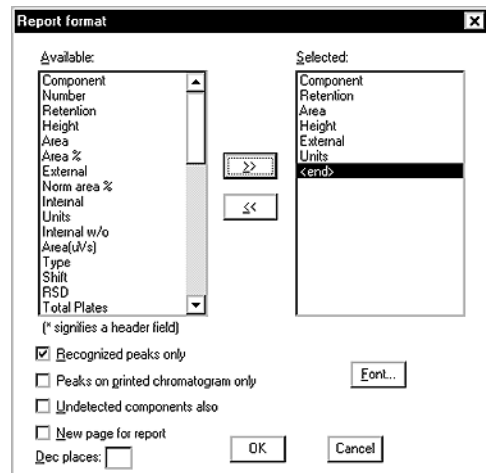 Report format
Available:
Component
Number
Retention
Height
Area
Area %
External
Norm area %
Internal
Units
Internal w/o
Area(uVs)
Type
Shift
RSD
Total Plates
(* signifies a header field)
>>
<<
Selected:
Component
Retention
Area
Height
External
Units
<end>
Recognized peaks only
Peaks on printed chromatogram only
Undetected components also
New page for report
Dec places:
Font...
OK
Cancel